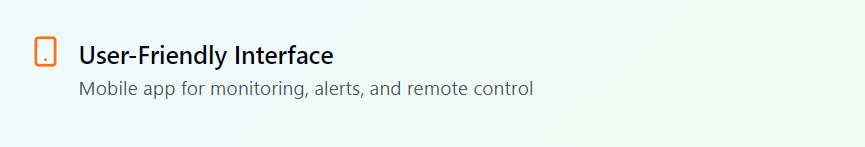 User-Friendly Interface
Mobile app for monitoring, alerts, and remote control